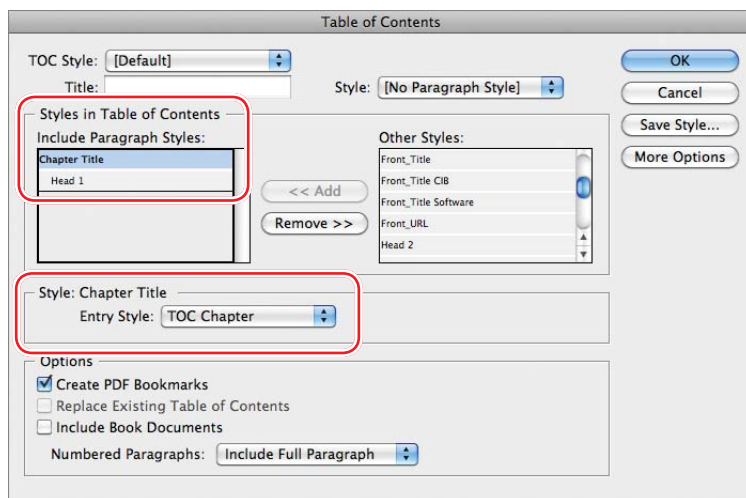 Table of Contents
TOC Style: [Default]
OK
Title: Style: [No Paragraph Style]
Cancel
Styles in Table of Contents
Save Style...
Include Paragraph Styles: Other Styles:
More Options
Chapter Title
Head 1
<< Add
Remove >>
Front_Title
Front_Title CIB
Front_Title Software
Front_URL
Head 2
Style: Chapter Title
Entry Style: TOC Chapter
Options
Create PDF Bookmarks
Replace Existing Table of Contents
Include Book Documents
Numbered Paragraphs: Include Full Paragraph